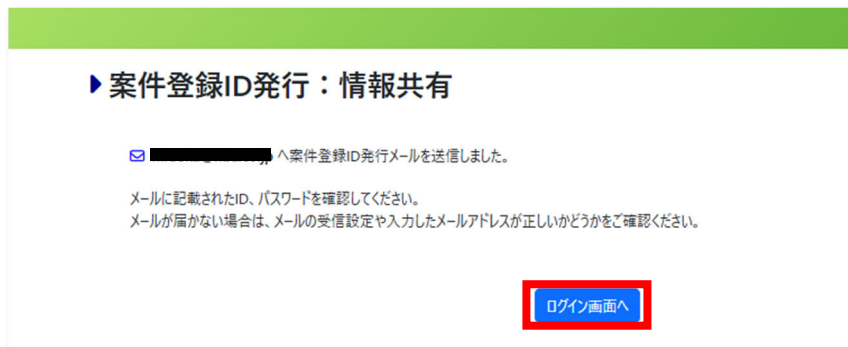 案件登録ID発行：情報共有
へ案件登録ID発行メールを送信しました。
メールに記載されたID、パスワードを確認してください。
メールが届かない場合は、メールの受信設定や入力したメールアドレスが正しいかどうかをご確認ください。
ログイン画面へ